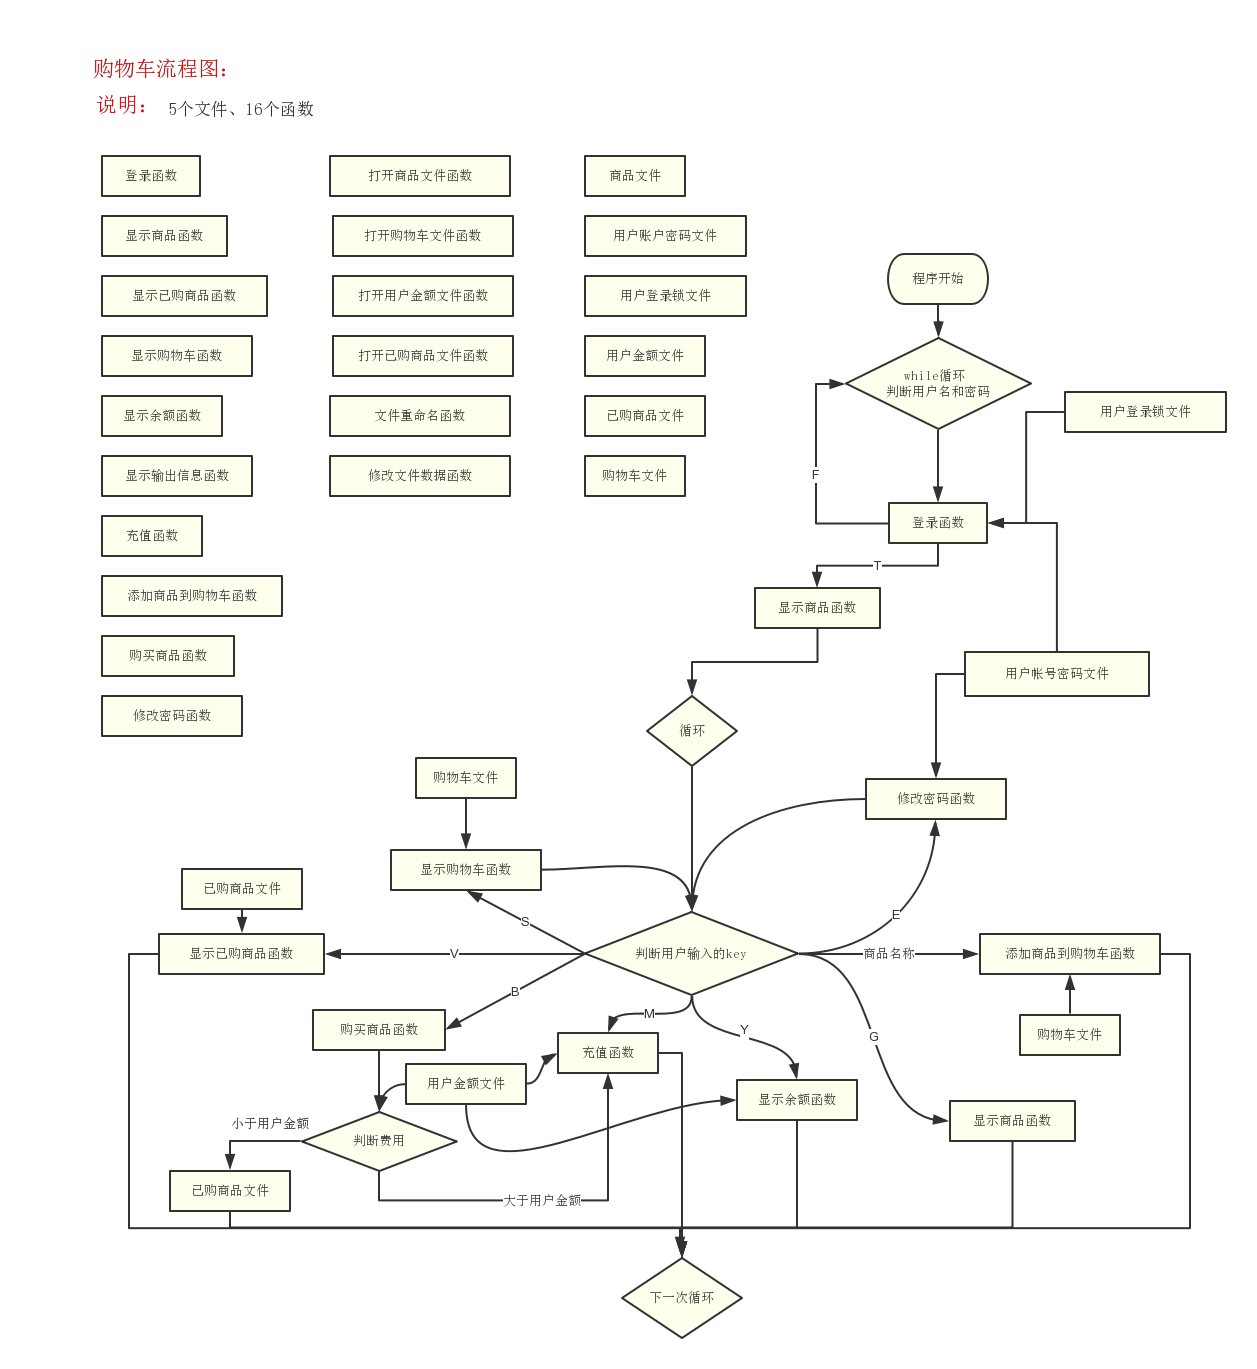 购物车流程图：
说明： 5个文件、16个函数
登录函数
打开商品文件函数
商品文件
显示商品函数
打开购物车文件函数
用户账户密码文件
显示已购商品函数
打开用户金额文件函数
用户登录锁文件
显示购物车函数
打开已购商品文件函数
用户金额文件
显示余额函数
文件重命名函数
已购商品文件
显示输出信息函数
修改文件数据函数
购物车文件
充值函数
添加商品到购物车函数
购买商品函数
修改密码函数
程序开始
while循环
判断用户名和密码
用户登录锁文件
F
登录函数
T
显示商品函数
用户帐号密码文件
循环
购物车文件
修改密码函数
显示购物车函数
已购商品文件
S
E
显示已购商品函数
V
判断用户输入的key
商品名称
添加商品到购物车函数
B
M
Y
G
购买商品函数
充值函数
购物车文件
用户金额文件
显示余额函数
显示商品函数
小于用户金额
判断费用
已购商品文件
大于用户金额
下一次循环